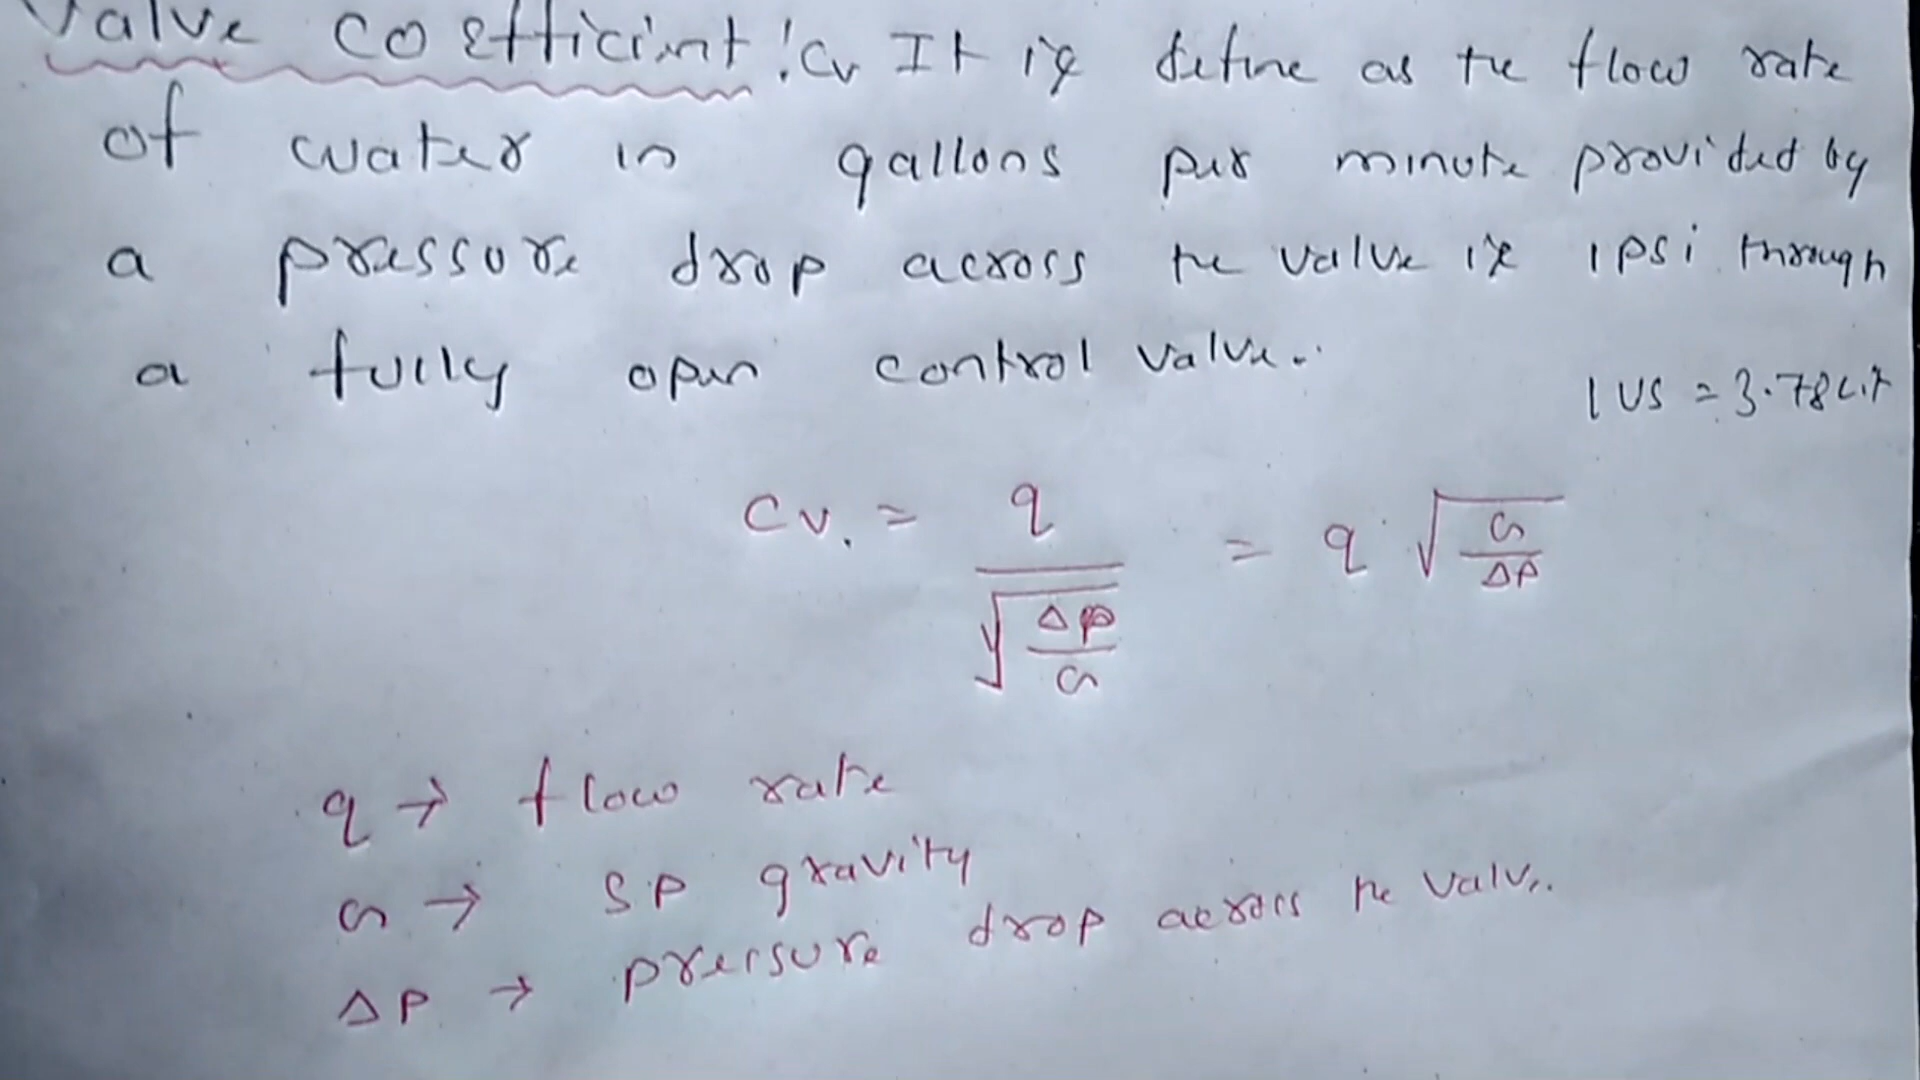 Valve coefficient : Cv It is define as the flow rate
of water in gallons per minute provided by
a pressure drop across the valve is 1 psi through
a fully open control valve.
1 US = 3.78 Lit
Cv. = q / √(ΔP/G) = q √(G/ΔP)
q → flow rate
G → SP gravity
ΔP → pressure drop across the valve.